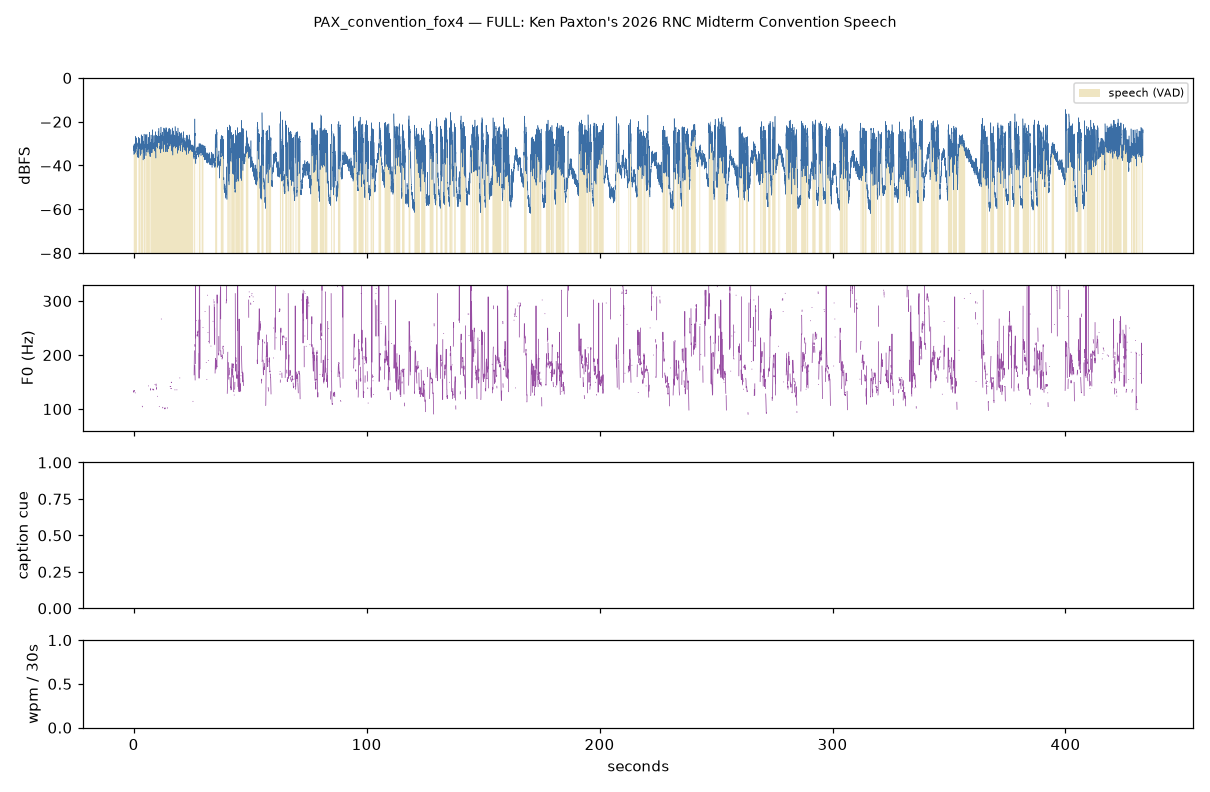 PAX_convention_fox4 — FULL: Ken Paxton's 2026 RNC Midterm Convention Speech
0
−20
−40
−60
−80
dBFS
speech (VAD)
300
200
100
F0 (Hz)
1.00
0.75
0.50
0.25
0.00
caption cue
1.0
0.5
0.0
wpm / 30s
0 100 200 300 400
seconds